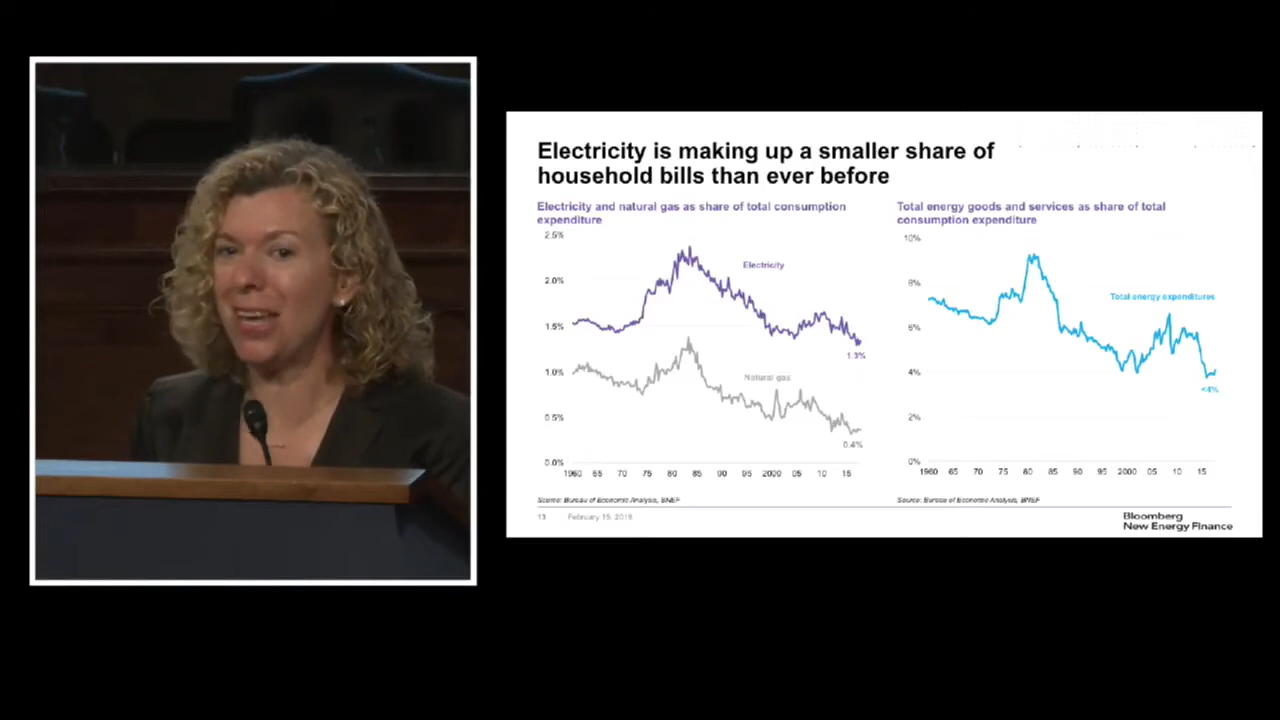 Electricity is making up a smaller share of
household bills than ever before
Electricity and natural gas as share of total consumption
expenditure
2.5%
2.0%
1.5%
1.0%
0.5%
0.0%
Electricity
1.3%
Natural gas
0.4%
1960 65 70 75 80 85 90 95 2000 05 10 15
Source: Bureau of Economic Analysis, BNEF
Total energy goods and services as share of total
consumption expenditure
10%
8%
6%
4%
2%
0%
Total energy expenditures
<4%
1960 65 70 75 80 85 90 95 2000 05 10 15
Source: Bureau of Economic Analysis, BNEF
13 February 15, 2018
Bloomberg
New Energy Finance